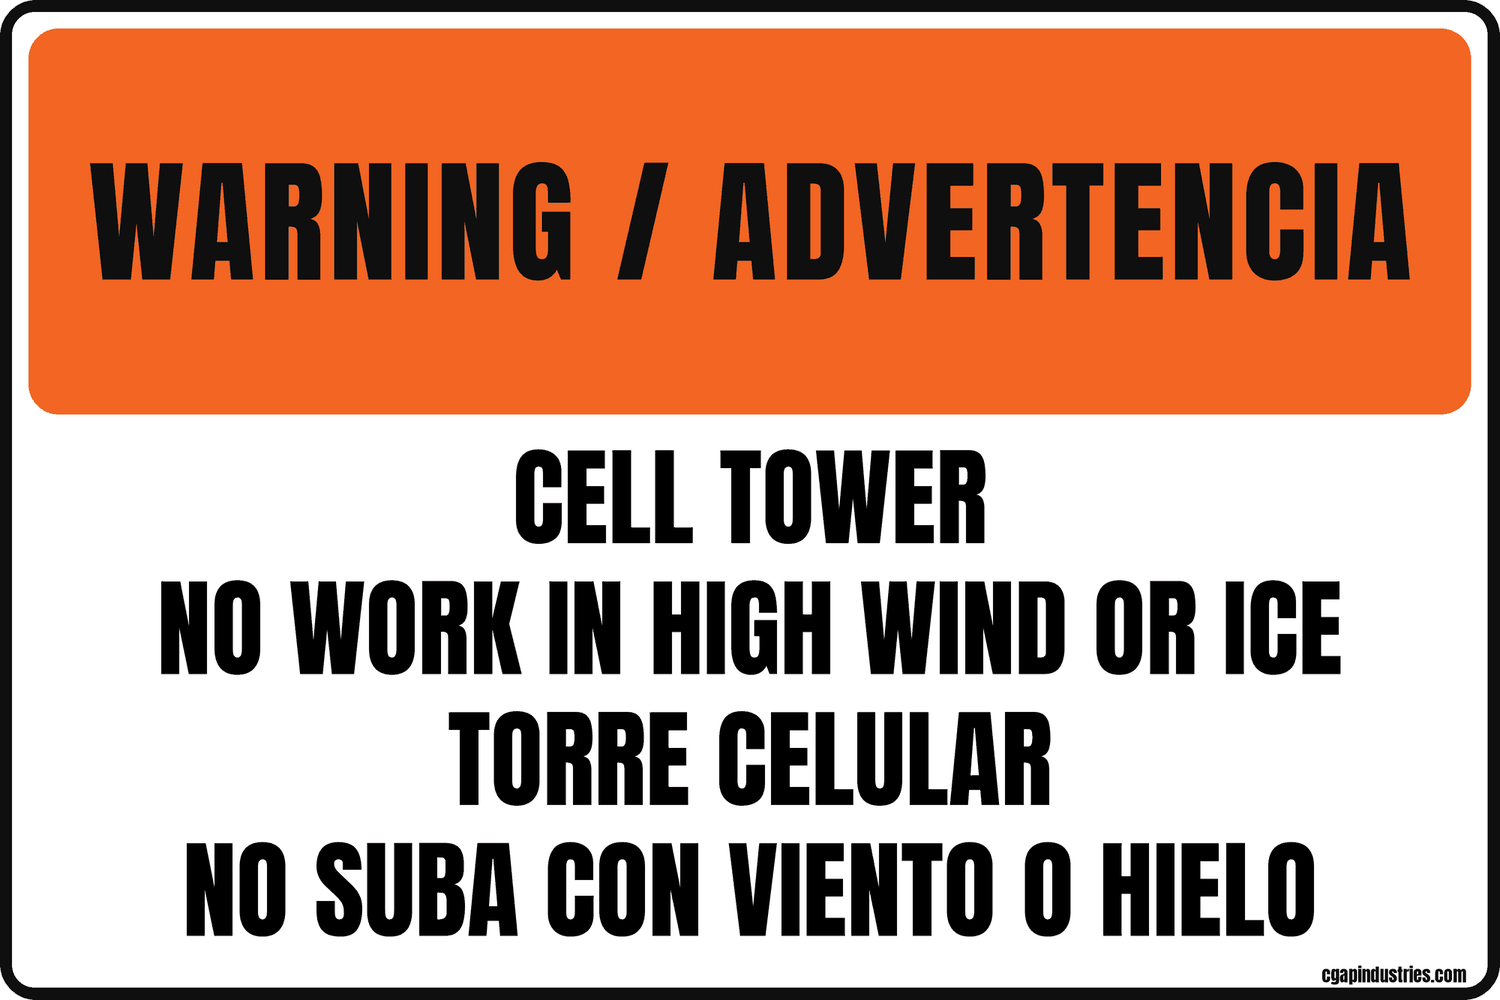 WARNING / ADVERTENCIA
CELL TOWER
NO WORK IN HIGH WIND OR ICE
TORRE CELULAR
NO SUBA CON VIENTO O HIELO
cgapindustries.com